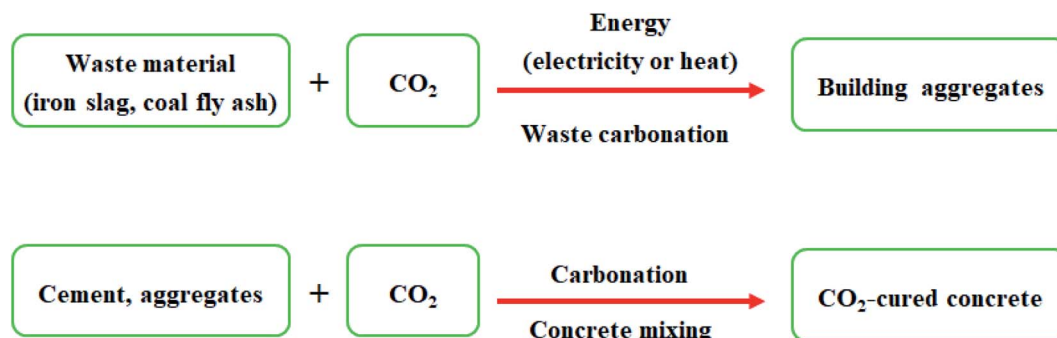 Waste material
(iron slag, coal fly ash)
+
CO₂
Energy
(electricity or heat)
Waste carbonation
Building aggregates
Cement, aggregates
+
CO₂
Carbonation
Concrete mixing
CO₂-cured concrete